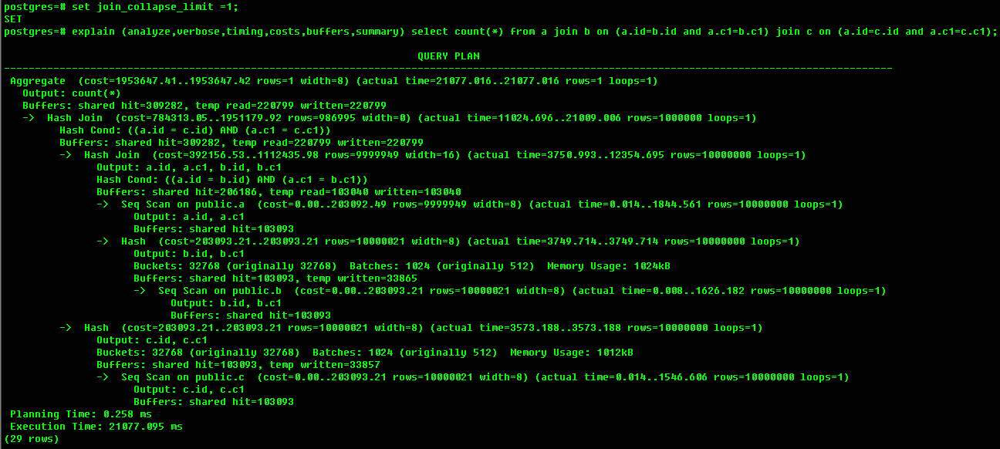 postgres=# set join_collapse_limit =1;
SET
postgres=# explain (analyze,verbose,timing,costs,buffers,summary) select count(*) from a join b on (a.id=b.id and a.c1=b.c1) join c on (a.id=c.id and a.c1=c.c1);
QUERY PLAN
------------------------------------------------------------------------------------------------------------------------------------------------
Aggregate  (cost=1953647.41..1953647.42 rows=1 width=8) (actual time=21077.016..21077.016 rows=1 loops=1)
  Output: count(*)
  Buffers: shared hit=309282, temp read=220799 written=220799
  ->  Hash Join  (cost=784313.05..1951179.92 rows=986995 width=0) (actual time=11024.696..21009.006 rows=1000000 loops=1)
        Hash Cond: ((a.id = c.id) AND (a.c1 = c.c1))
        Buffers: shared hit=309282, temp read=220799 written=220799
        ->  Hash Join  (cost=392156.53..1112435.98 rows=9999949 width=16) (actual time=3750.993..12354.695 rows=10000000 loops=1)
              Output: a.id, a.c1, b.id, b.c1
              Hash Cond: ((a.id = b.id) AND (a.c1 = b.c1))
              Buffers: shared hit=206186, temp read=103040 written=103040
              ->  Seq Scan on public.a  (cost=0.00..203092.49 rows=9999949 width=8) (actual time=0.014..1844.561 rows=10000000 loops=1)
                    Output: a.id, a.c1
                    Buffers: shared hit=103093
              ->  Hash  (cost=203093.21..203093.21 rows=10000021 width=8) (actual time=3749.714..3749.714 rows=10000000 loops=1)
                    Output: b.id, b.c1
                    Buckets: 32768 (originally 32768)  Batches: 1024 (originally 512)  Memory Usage: 1024kB
                    Buffers: shared hit=103093, temp written=33865
                    ->  Seq Scan on public.b  (cost=0.00..203093.21 rows=10000021 width=8) (actual time=0.008..1626.182 rows=10000000 loops=1)
                          Output: b.id, b.c1
                          Buffers: shared hit=103093
        ->  Hash  (cost=203093.21..203093.21 rows=10000021 width=8) (actual time=3573.188..3573.188 rows=10000000 loops=1)
              Output: c.id, c.c1
              Buckets: 32768 (originally 32768)  Batches: 1024 (originally 512)  Memory Usage: 1012kB
              Buffers: shared hit=103093, temp written=33857
              ->  Seq Scan on public.c  (cost=0.00..203093.21 rows=10000021 width=8) (actual time=0.014..1546.606 rows=10000000 loops=1)
                    Output: c.id, c.c1
                    Buffers: shared hit=103093
Planning Time: 0.258 ms
Execution Time: 21077.095 ms
(29 rows)